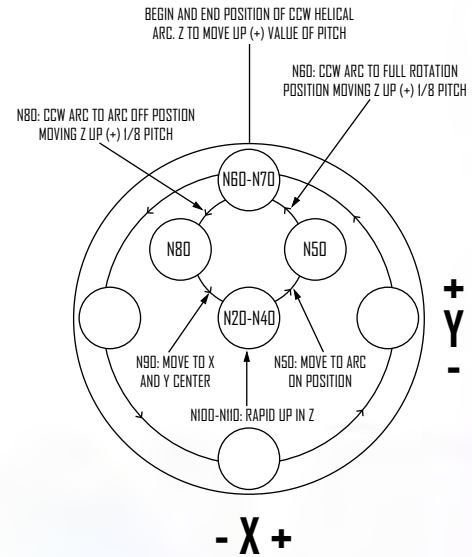 BEGIN AND END POSITION OF CCW HELICAL
ARC. Z TO MOVE UP (+) VALUE OF PITCH
N60: CCW ARC TO FULL ROTATION
POSITION MOVING Z UP (+) 1/8 PITCH
N80: CCW ARC TO ARC OFF POSTION
MOVING Z UP (+) 1/8 PITCH
N60-N70
N80
N50
N20-N40
+
Y
-
N90: MOVE TO X
AND Y CENTER
N50: MOVE TO ARC
ON POSITION
N100-N110: RAPID UP IN Z
- X +